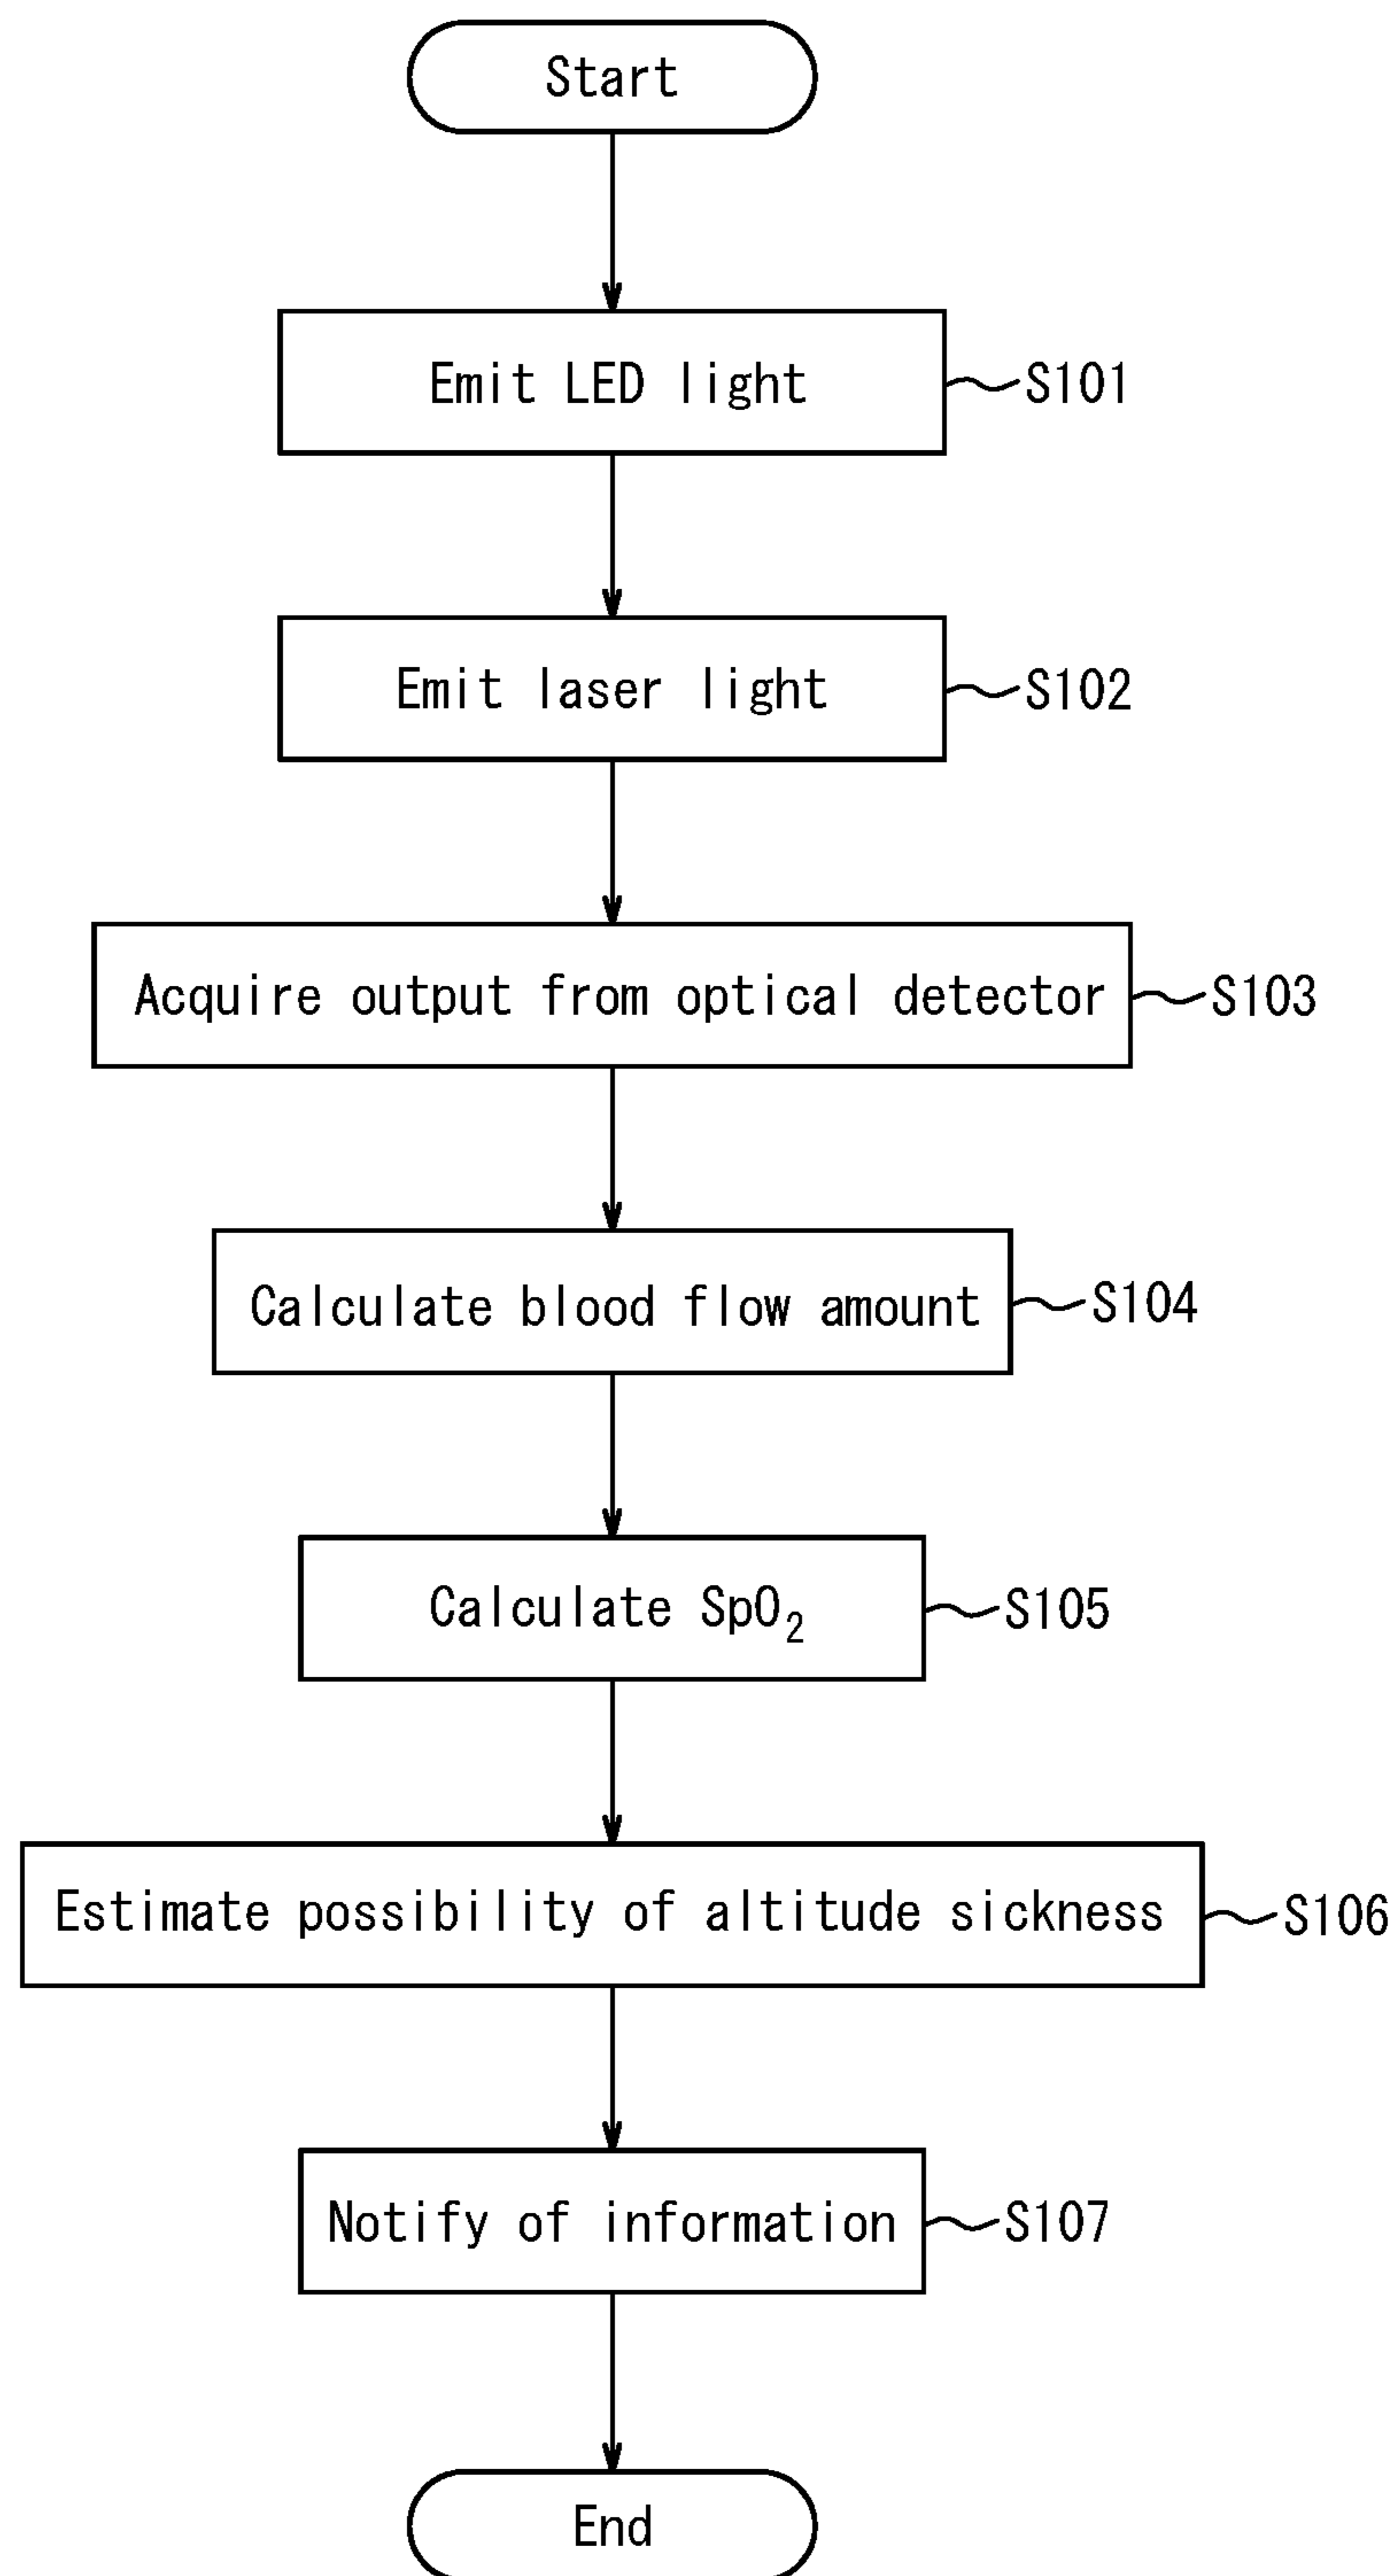 Start
Emit LED light
S101
Emit laser light
S102
Acquire output from optical detector
S103
Calculate blood flow amount
S104
Calculate SpO₂
S105
Estimate possibility of altitude sickness
S106
Notify of information
S107
End